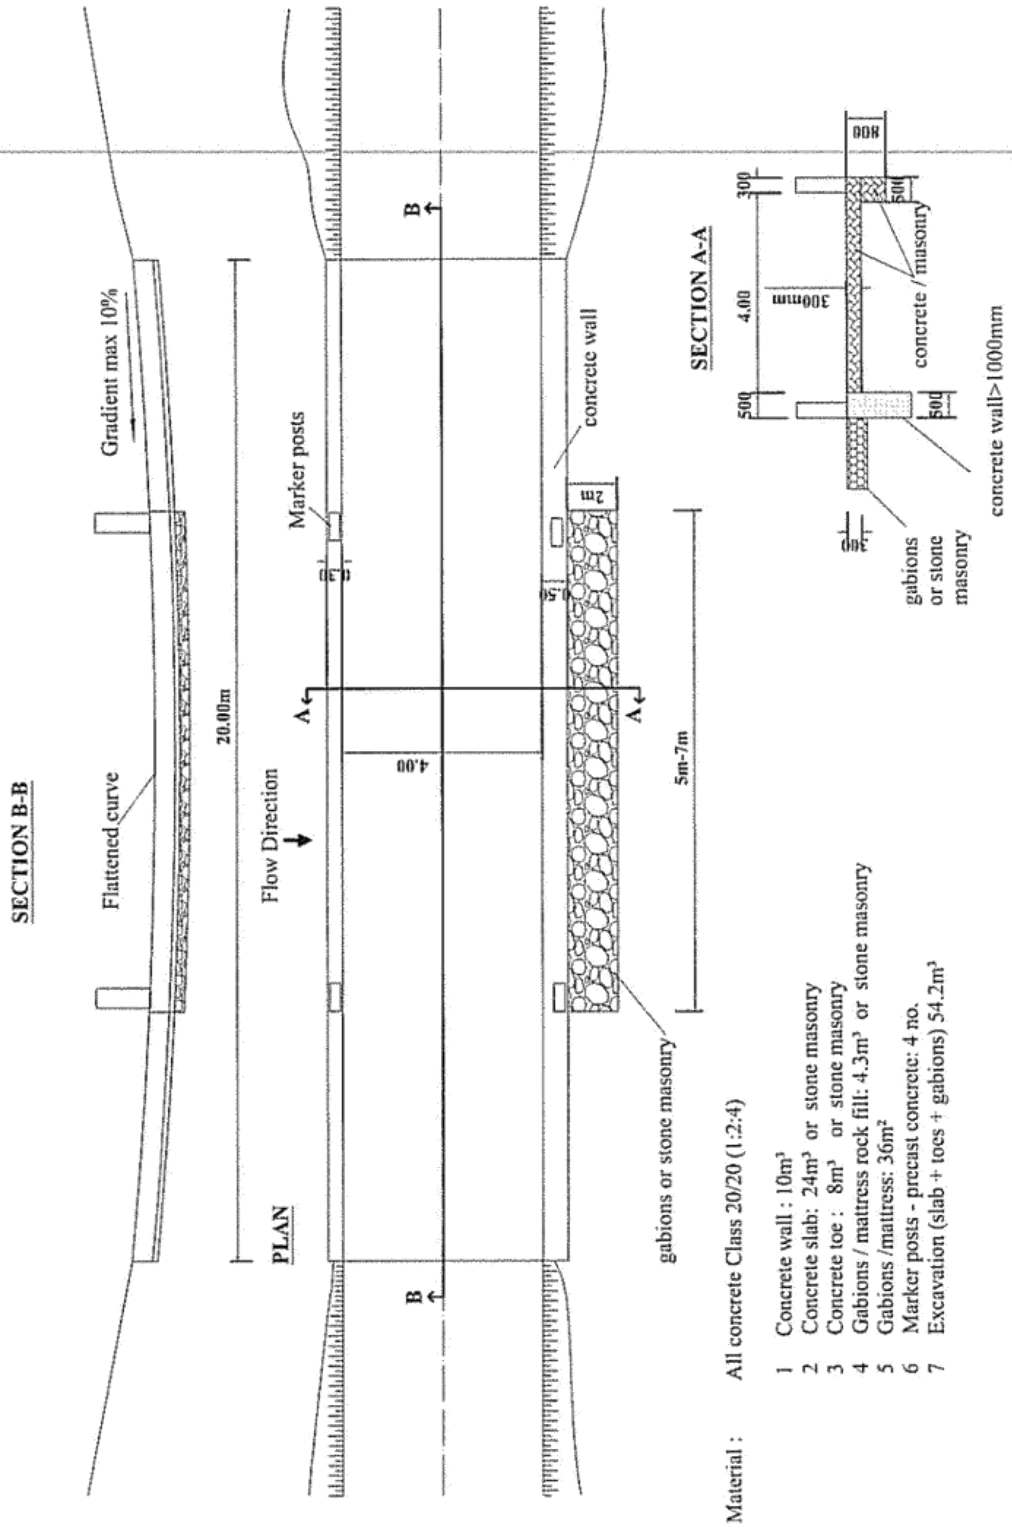 SECTION B-B
Flattened curve
Gradient max 10%
20.00m
PLAN
Flow Direction
Marker posts
0.30
A
B
B
4.00
0.50
concrete wall
2m
A
5m-7m
gabions or stone masonry
SECTION A-A
500
4.00
300
300mm
800
300
500
500
concrete / masonry
gabions
or stone
masonry
concrete wall>1000mm
Material : All concrete Class 20/20 (1:2:4)
1 Concrete wall : 10m³
2 Concrete slab: 24m³ or stone masonry
3 Concrete toe : 8m³ or stone masonry
4 Gabions / mattress rock fill: 4.3m³ or stone masonry
5 Gabions /mattress: 36m²
6 Marker posts - precast concrete: 4 no.
7 Excavation (slab + toes + gabions) 54.2m³